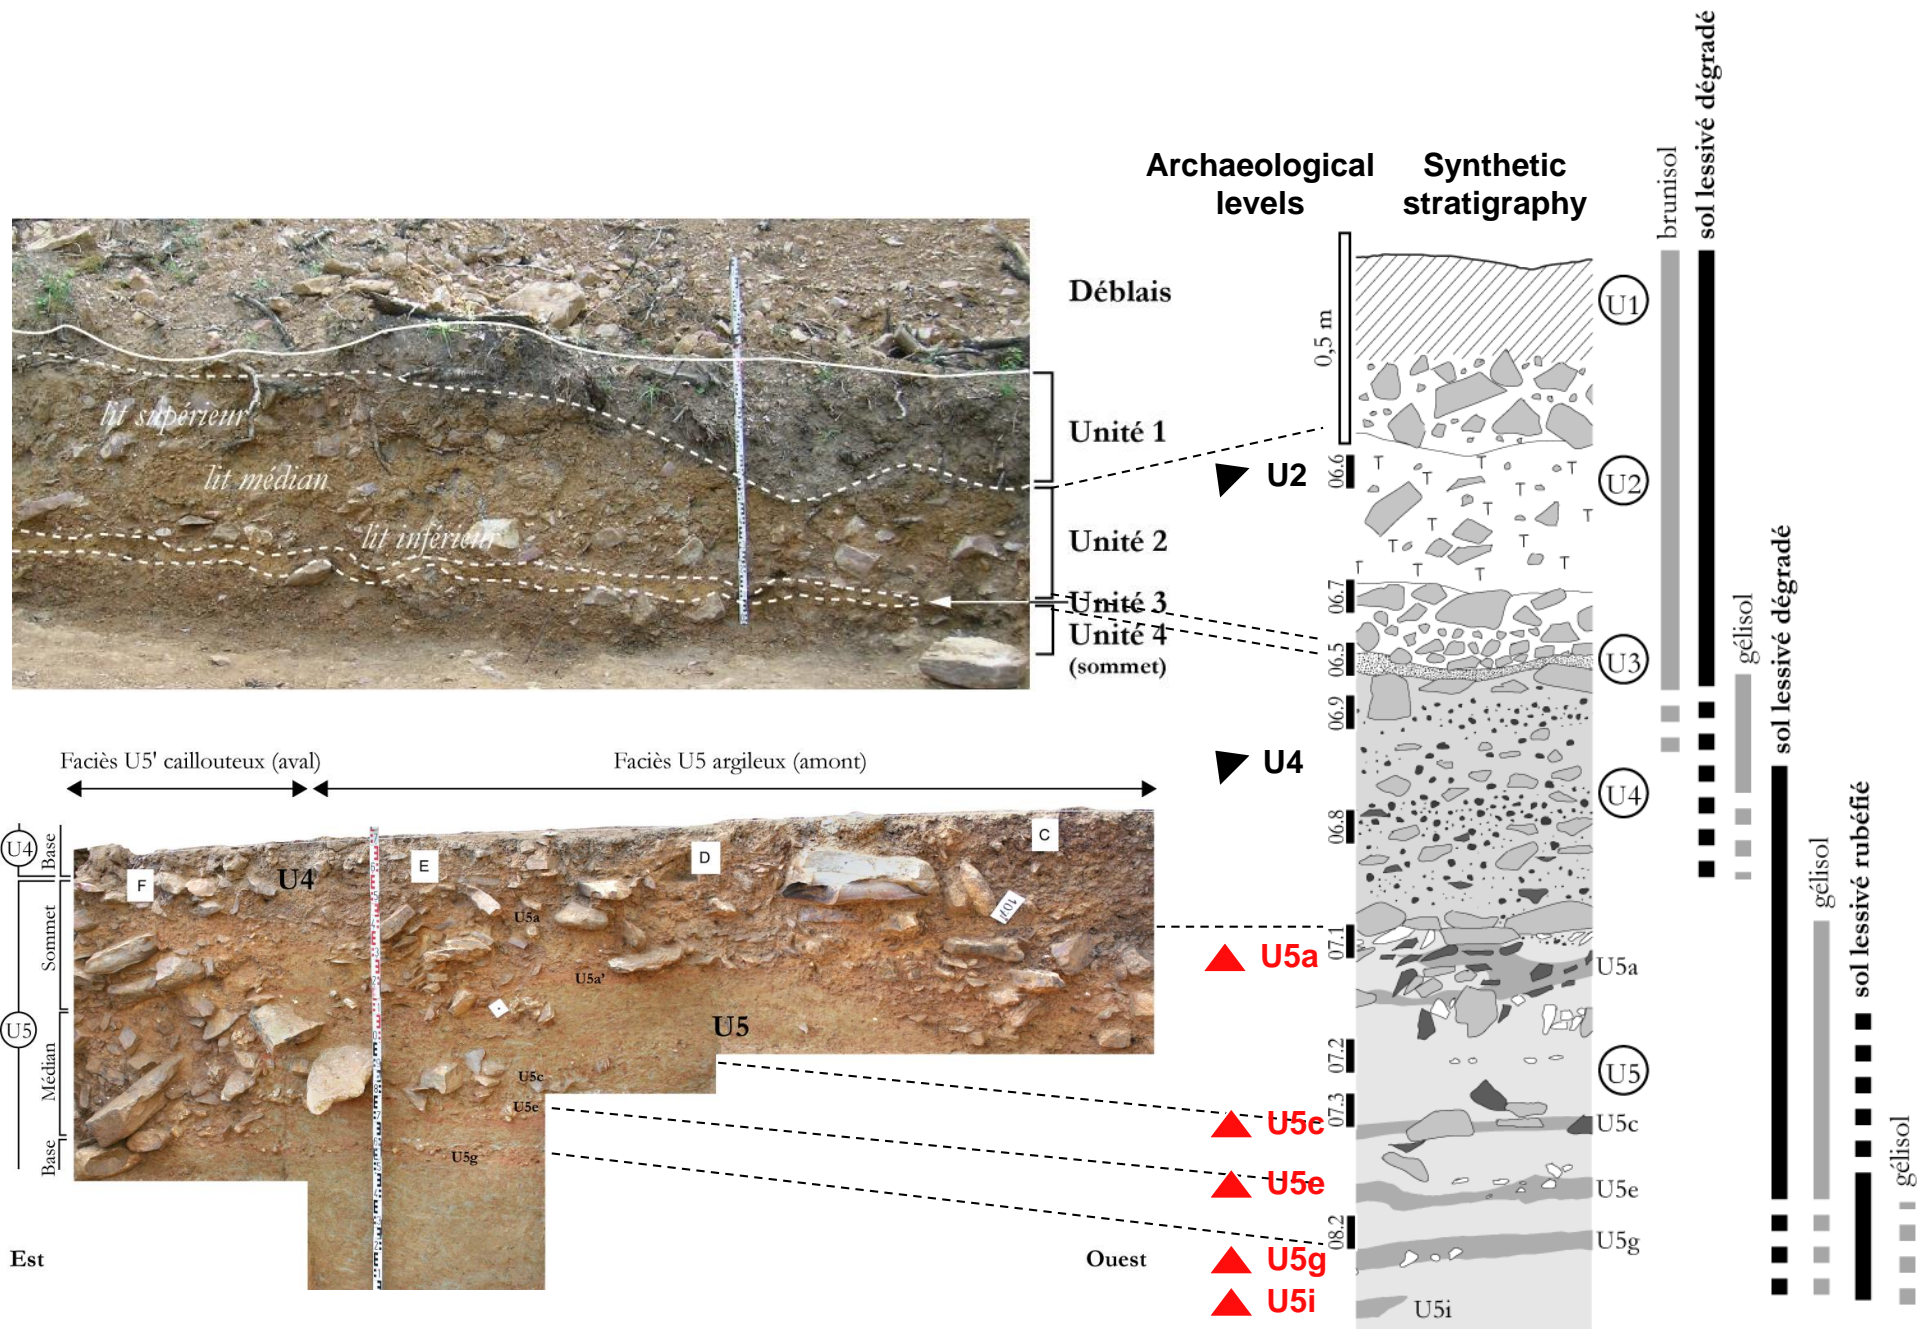 Archaeological
levels
Synthetic
stratigraphy
brunisol
sol lessivé dégradé
Déblais
lit supérieur
lit médian
lit inférieur
Unité 1
Unité 2
Unité 3
Unité 4
(sommet)
0,5 m
U1
U2
06.6
U2
06.7
06.5
U3
gélisol
sol lessivé dégradé
06.9
U4
U4
06.8
gélisol
sol lessivé rubéfié
Faciès U5' caillouteux (aval)
Faciès U5 argileux (amont)
U4
Base
F
U4
E
D
C
107
Sommet
U5a
U5a'
U5
U5
Médian
U5c
U5e
Base
U5g
Est
Ouest
07.1
U5a
U5a
07.2
U5
07.3
U5c
U5c
U5e
U5e
gélisol
08.2
U5g
U5g
U5i
U5i